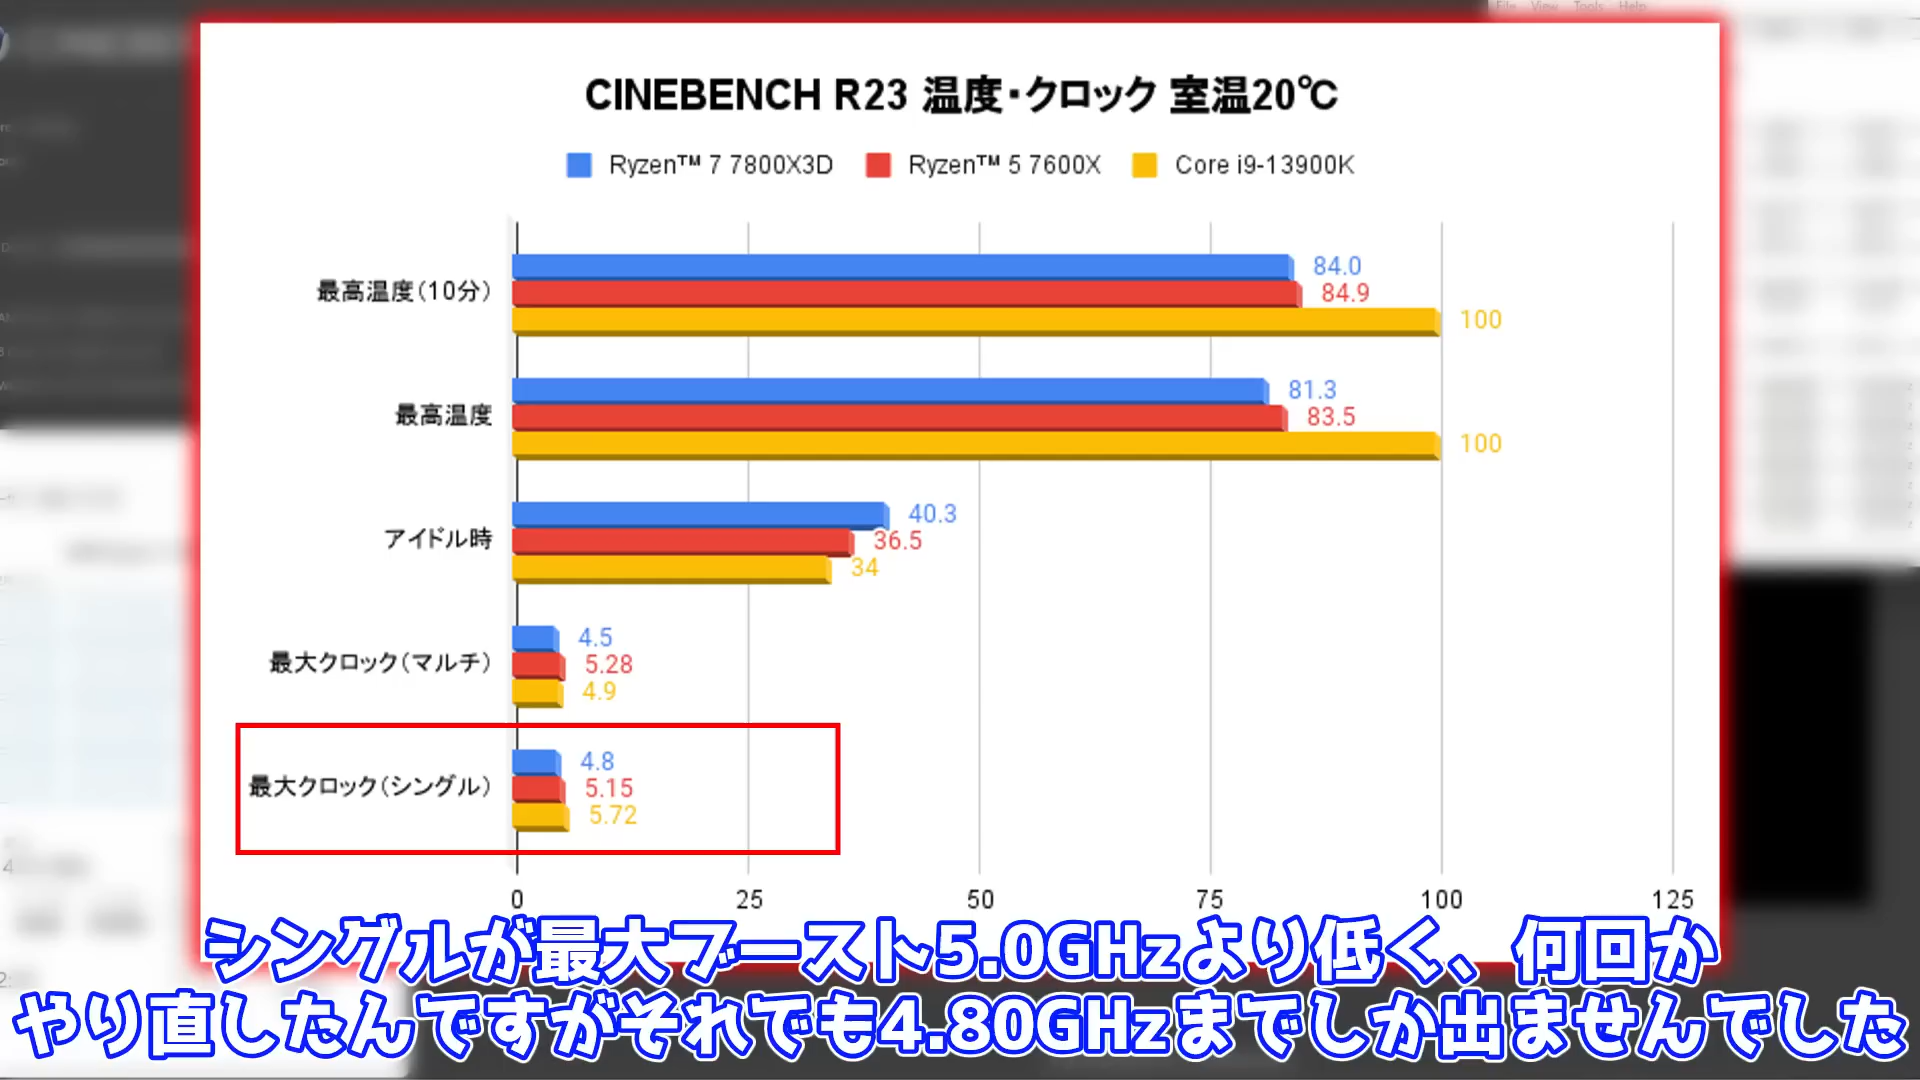 File View Tools Help
CINEBENCH R23 温度・クロック 室温20℃
Ryzen™ 7 7800X3D Ryzen™ 5 7600X Core i9-13900K
最高温度（10分）
84.0
84.9
100
最高温度
81.3
83.5
100
アイドル時
40.3
36.5
34
最大クロック（マルチ）
4.5
5.28
4.9
最大クロック（シングル）
4.8
5.15
5.72
0 25 50 75 100 125
シングルが最大ブースト5.0GHzより低く、何回か
やり直したんですがそれでも4.80GHzまでしか出ませんでした